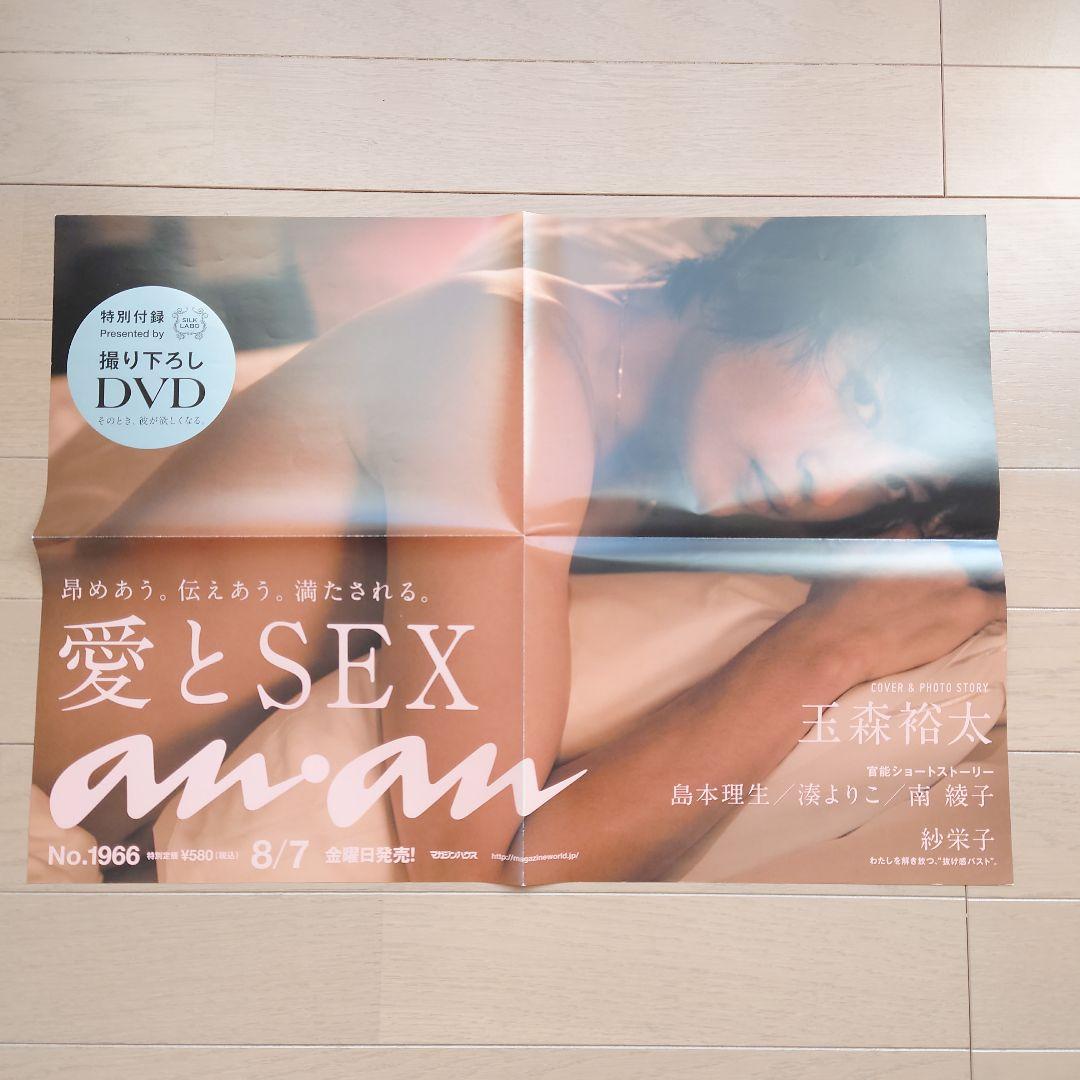 特別付録
Presented by
SILK
LABO
撮り下ろし
DVD
そのとき、彼が欲しくなる。
昂めあう。伝えあう。満たされる。
愛とSEX
an・an
No.1966 特別定価 ¥580(税込) 8/7 金曜日発売! マガジンハウス http://magazineworld.jp/
COVER & PHOTO STORY
玉森裕太
官能ショートストーリー
島本理生/湊よりこ/南 綾子
紗栄子
わたしを解き放つ、“抜け感バスト”。